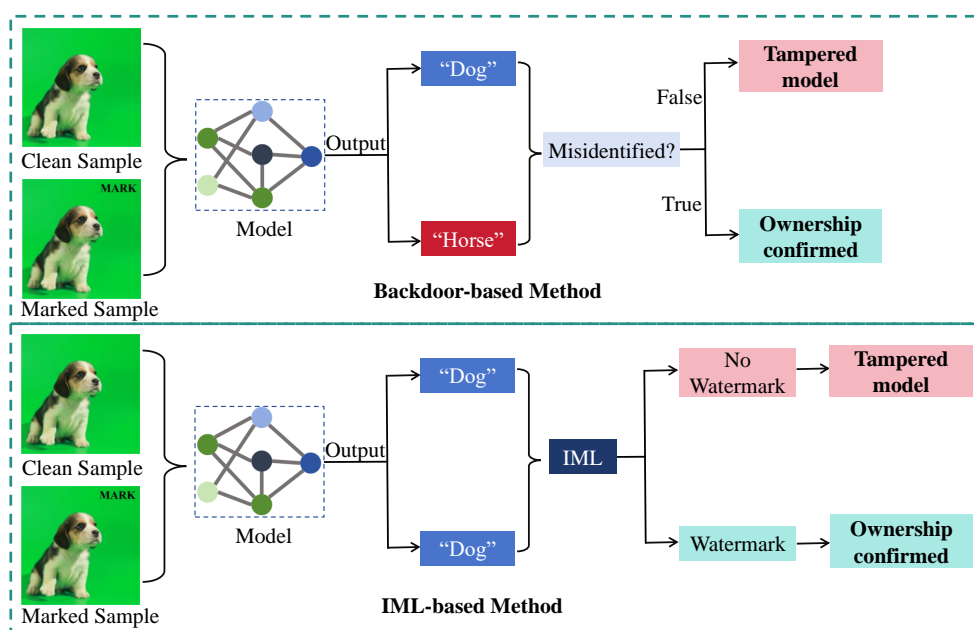 Clean Sample
MARK
Marked Sample
Model
Output
“Dog”
“Horse”
Misidentified?
False
True
Tampered
model
Ownership
confirmed
Backdoor-based Method
Clean Sample
MARK
Marked Sample
Model
Output
“Dog”
“Dog”
IML
No
Watermark
Tampered
model
Watermark
Ownership
confirmed
IML-based Method